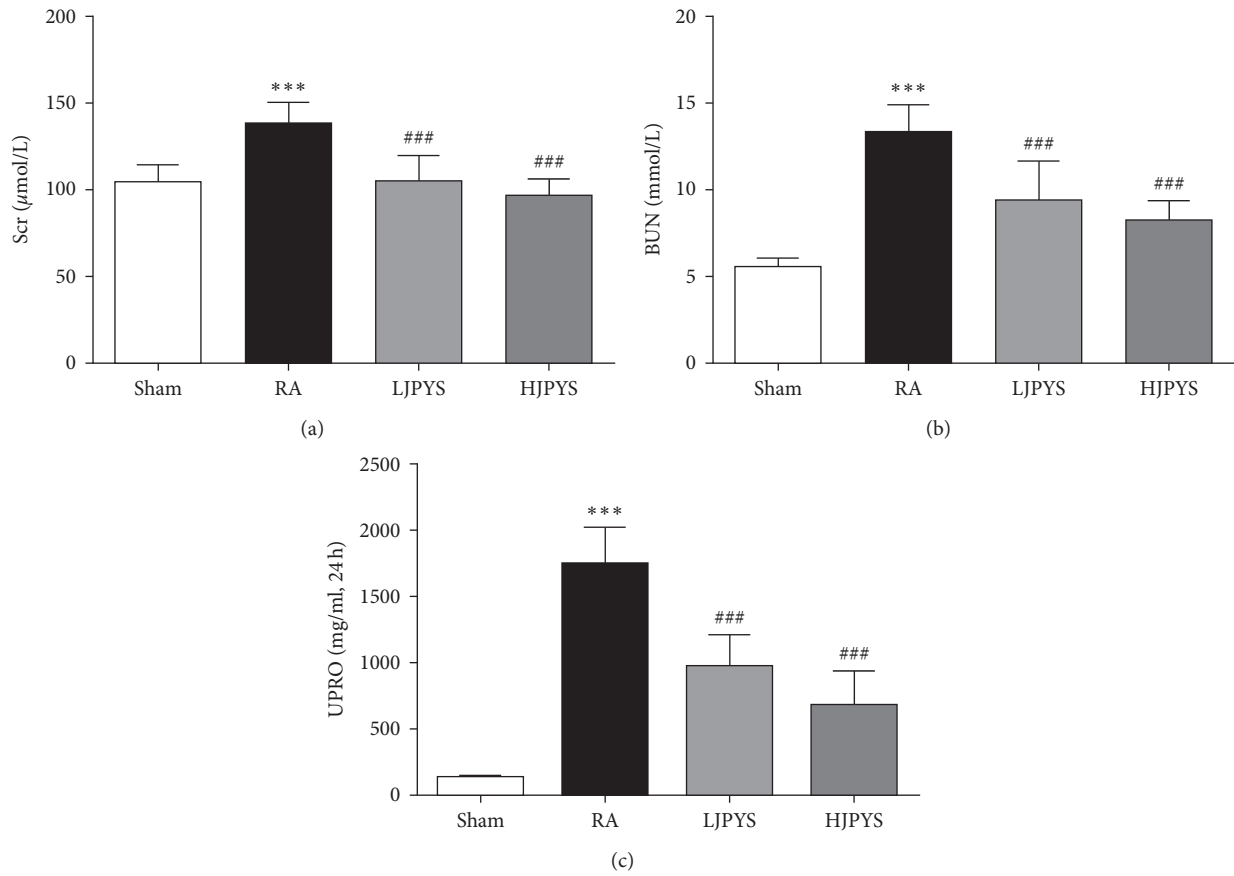 200
150
100
50
0
Scr (µmol/L)
***
###
###
Sham RA LJPYS HJPYS
(a)
20
15
10
5
0
BUN (mmol/L)
***
###
###
Sham RA LJPYS HJPYS
(b)
2500
2000
1500
1000
500
0
UPRO (mg/ml, 24 h)
***
###
###
Sham RA LJPYS HJPYS
(c)